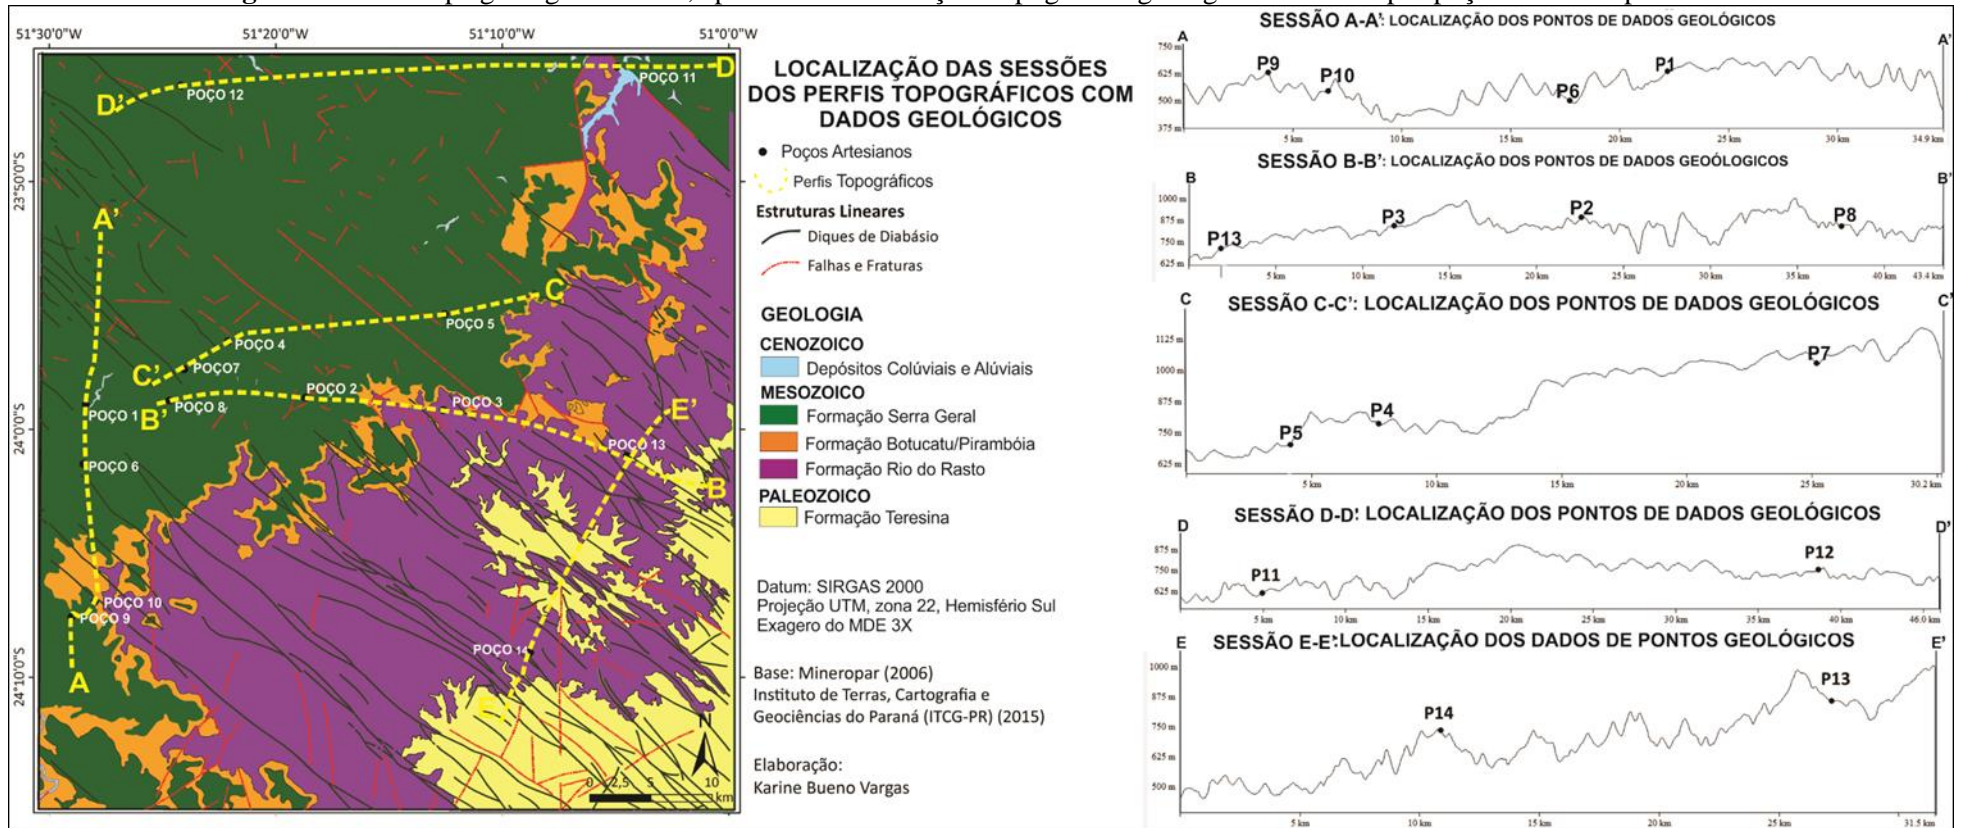 51°30'0"W
51°20'0"W
51°10'0"W
51°0'0"W
23°50'0"S
24°0'0"S
24°10'0"S
D
POÇO 11
D'
POÇO 12
A'
C
POÇO 5
POÇO 4
POÇO7
C'
POÇO 2
POÇO 8
POÇO 3
B'
POÇO 1
E'
POÇO 13
POÇO 6
B
POÇO 10
POÇO 9
POÇO 14
A
E
N
0 2,5 5 10
km
LOCALIZAÇÃO DAS SESSÕES
DOS PERFIS TOPOGRÁFICOS COM
DADOS GEOLÓGICOS
Poços Artesianos
Perfis Topográficos
Estruturas Lineares
Diques de Diabásio
Falhas e Fraturas
GEOLOGIA
CENOZOICO
Depósitos Colúviais e Alúviais
MESOZOICO
Formação Serra Geral
Formação Botucatu/Pirambóia
Formação Rio do Rasto
PALEOZOICO
Formação Teresina
Datum: SIRGAS 2000
Projeção UTM, zona 22, Hemisfério Sul
Exagero do MDE 3X
Base: Mineropar (2006)
Instituto de Terras, Cartografia e
Geociências do Paraná (ITCG-PR) (2015)
Elaboração:
Karine Bueno Vargas
SESSÃO A-A': LOCALIZAÇÃO DOS PONTOS DE DADOS GEOLÓGICOS
A
A'
750 m
625 m
500 m
375 m
P9
P10
P6
P1
5 km 10 km 15 km 20 km 25 km 30 km 34.9 km
SESSÃO B-B': LOCALIZAÇÃO DOS PONTOS DE DADOS GEOÓLOGICOS
B
B'
1000 m
875 m
750 m
625 m
P13
P3
P2
P8
5 km 10 km 15 km 20 km 25 km 30 km 35 km 40 km 43.4 km
C
SESSÃO C-C': LOCALIZAÇÃO DOS PONTOS DE DADOS GEOLÓGICOS
C'
1125 m
1000 m
875 m
750 m
625 m
P5
P4
P7
5 km 10 km 15 km 20 km 25 km 30.2 km
SESSÃO D-D': LOCALIZAÇÃO DOS PONTOS DE DADOS GEOLÓGICOS
D
D'
875 m
750 m
625 m
P11
P12
5 km 10 km 15 km 20 km 25 km 30 km 35 km 40 km 46.0 km
E
SESSÃO E-E':LOCALIZAÇÃO DOS DADOS DE PONTOS GEOLÓGICOS
E'
1000 m
875 m
750 m
625 m
500 m
P14
P13
5 km 10 km 15 km 20 km 25 km 31.5 km